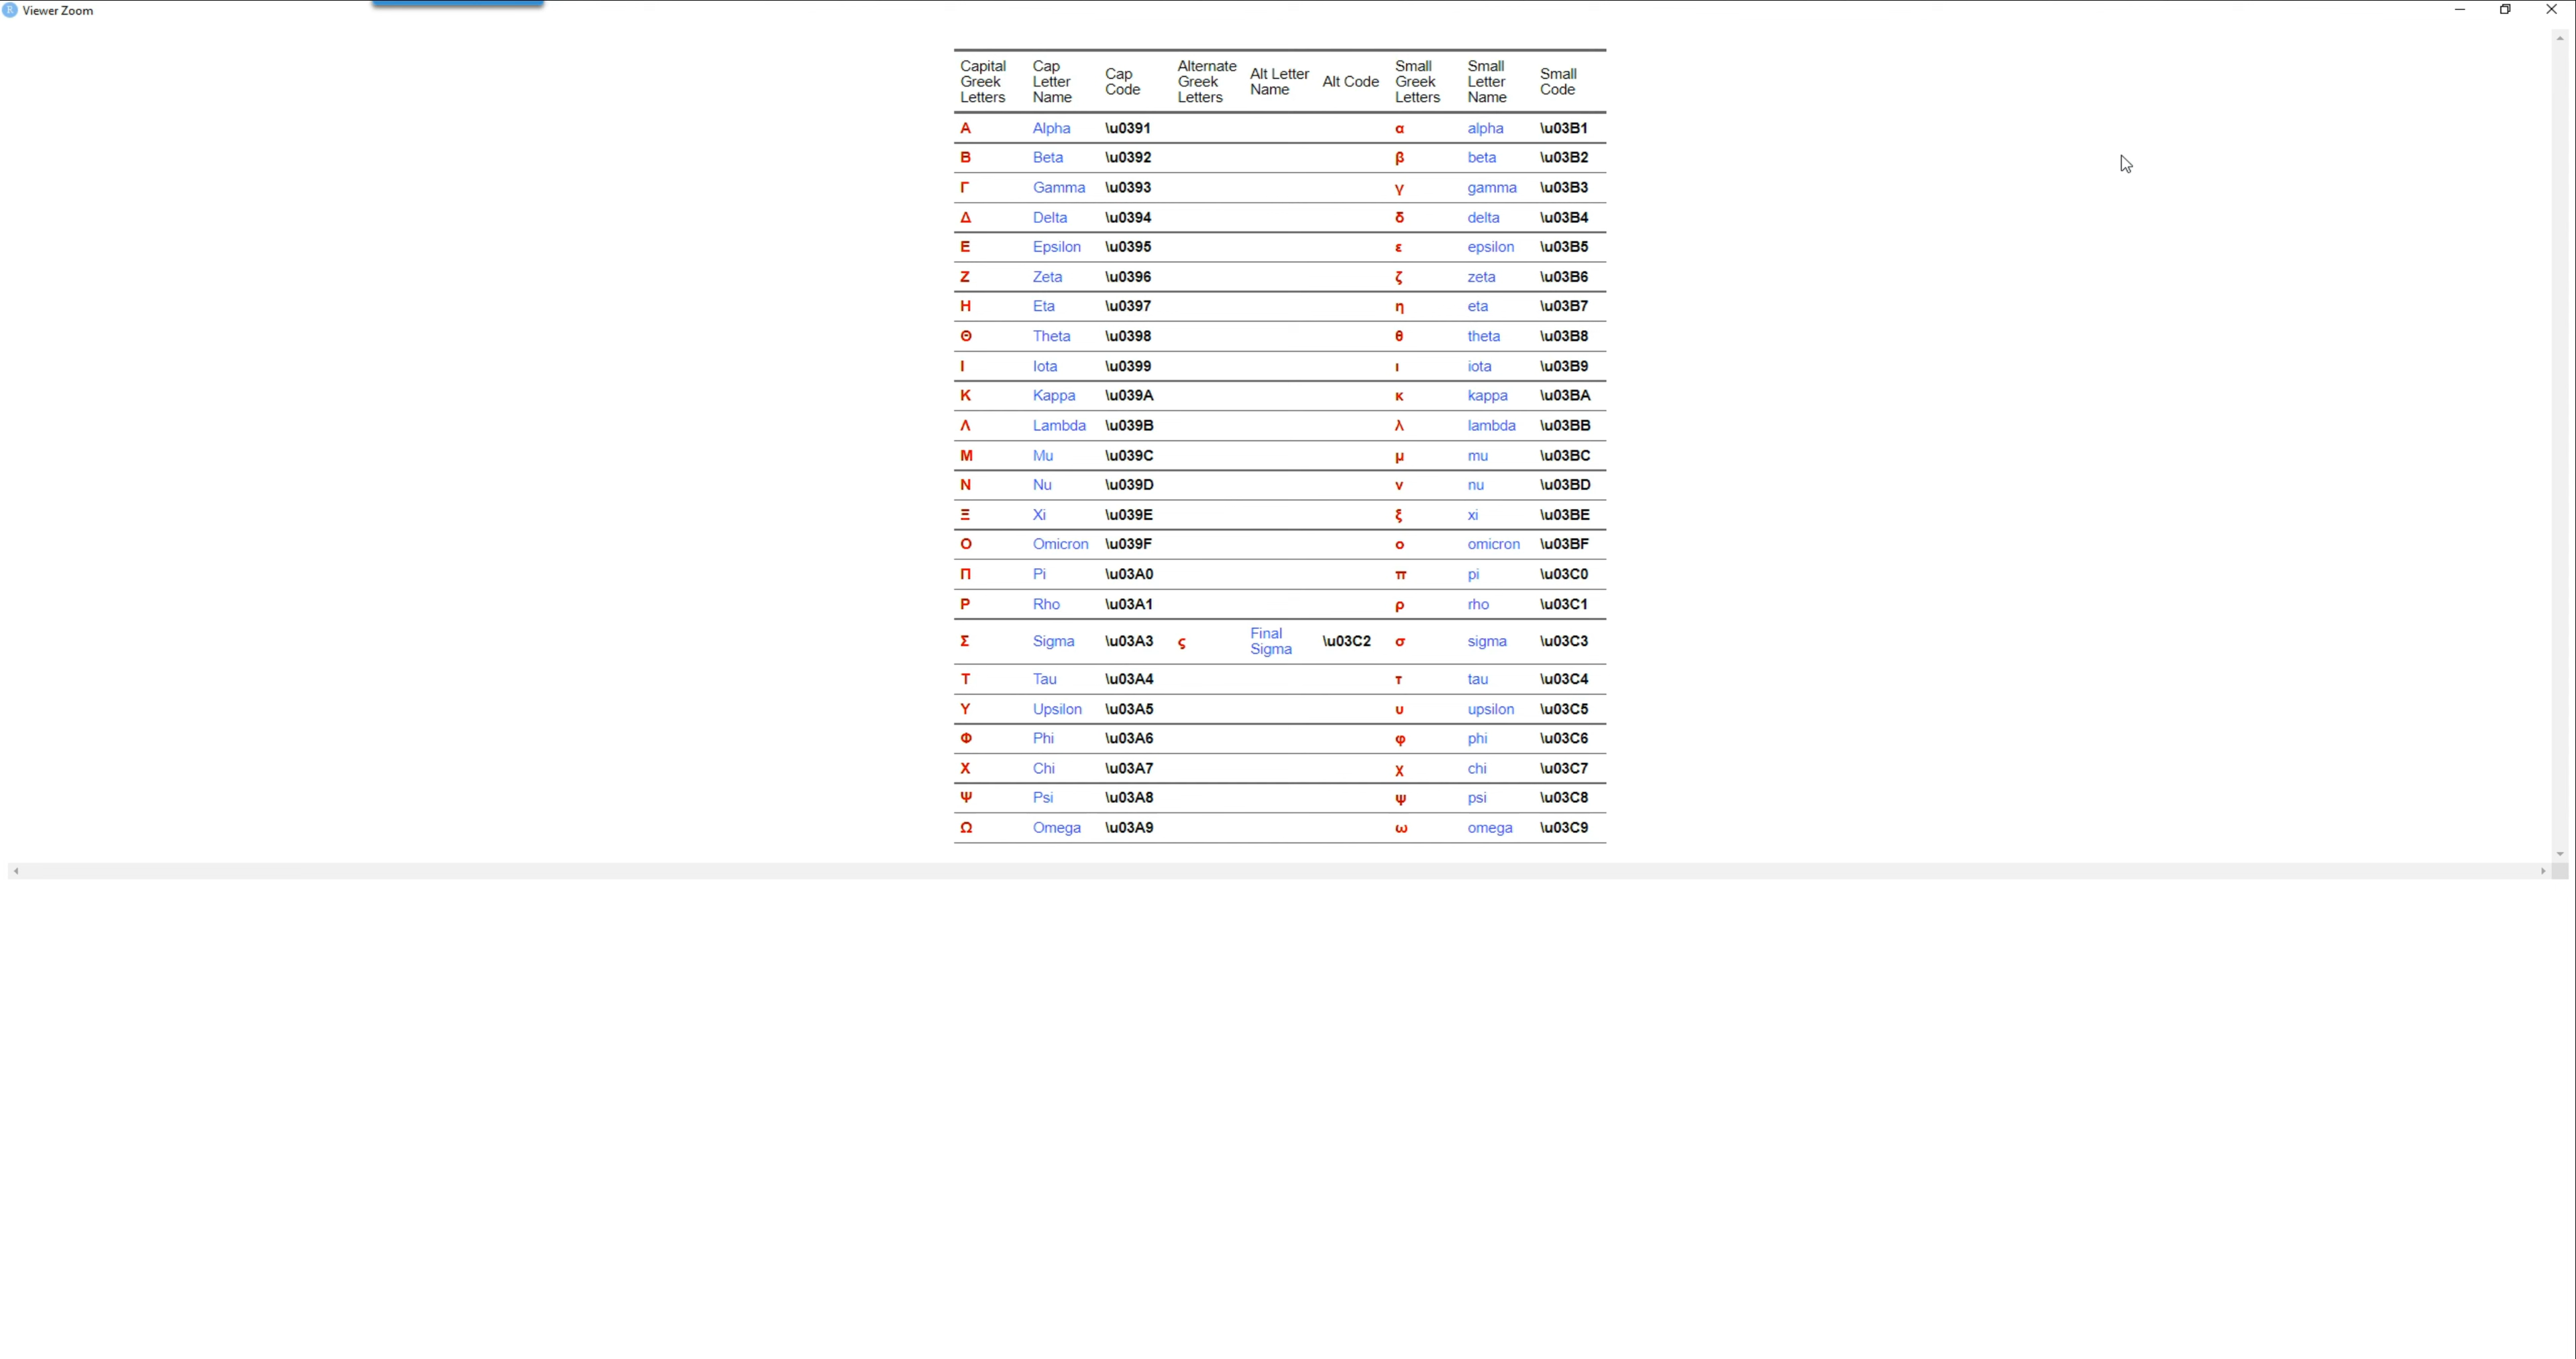 Viewer Zoom
Capital Greek Letters	Cap Letter Name	Cap Code	Alternate Greek Letters	Alt Letter Name	Alt Code	Small Greek Letters	Small Letter Name	Small Code
Α	Alpha	\u0391	α	alpha	\u03B1
Β	Beta	\u0392	β	beta	\u03B2
Γ	Gamma	\u0393	γ	gamma	\u03B3
Δ	Delta	\u0394	δ	delta	\u03B4
Ε	Epsilon	\u0395	ε	epsilon	\u03B5
Ζ	Zeta	\u0396	ζ	zeta	\u03B6
Η	Eta	\u0397	η	eta	\u03B7
Θ	Theta	\u0398	θ	theta	\u03B8
Ι	Iota	\u0399	ι	iota	\u03B9
Κ	Kappa	\u039A	κ	kappa	\u03BA
Λ	Lambda	\u039B	λ	lambda	\u03BB
Μ	Mu	\u039C	μ	mu	\u03BC
Ν	Nu	\u039D	ν	nu	\u03BD
Ξ	Xi	\u039E	ξ	xi	\u03BE
Ο	Omicron	\u039F	ο	omicron	\u03BF
Π	Pi	\u03A0	π	pi	\u03C0
Ρ	Rho	\u03A1	ρ	rho	\u03C1
Σ	Sigma	\u03A3	ς	Final Sigma	\u03C2	σ	sigma	\u03C3
Τ	Tau	\u03A4	τ	tau	\u03C4
Υ	Upsilon	\u03A5	υ	upsilon	\u03C5
Φ	Phi	\u03A6	φ	phi	\u03C6
Χ	Chi	\u03A7	χ	chi	\u03C7
Ψ	Psi	\u03A8	ψ	psi	\u03C8
Ω	Omega	\u03A9	ω	omega	\u03C9